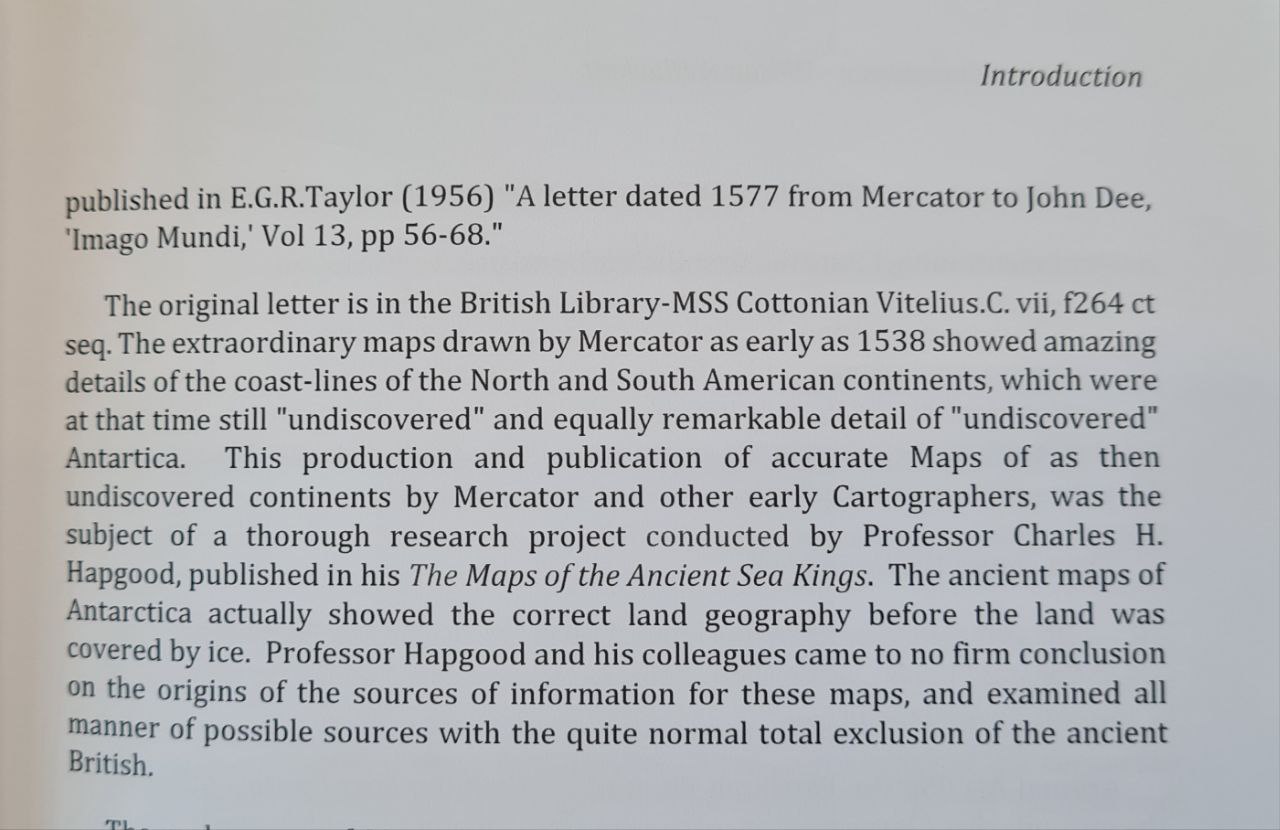 Introduction
published in E.G.R.Taylor (1956) "A letter dated 1577 from Mercator to John Dee,
'Imago Mundi,' Vol 13, pp 56-68."
The original letter is in the British Library-MSS Cottonian Vitelius.C. vii, f264 ct
seq. The extraordinary maps drawn by Mercator as early as 1538 showed amazing
details of the coast-lines of the North and South American continents, which were
at that time still "undiscovered" and equally remarkable detail of "undiscovered"
Antartica. This production and publication of accurate Maps of as then
undiscovered continents by Mercator and other early Cartographers, was the
subject of a thorough research project conducted by Professor Charles H.
Hapgood, published in his The Maps of the Ancient Sea Kings. The ancient maps of
Antarctica actually showed the correct land geography before the land was
covered by ice. Professor Hapgood and his colleagues came to no firm conclusion
on the origins of the sources of information for these maps, and examined all
manner of possible sources with the quite normal total exclusion of the ancient
British.